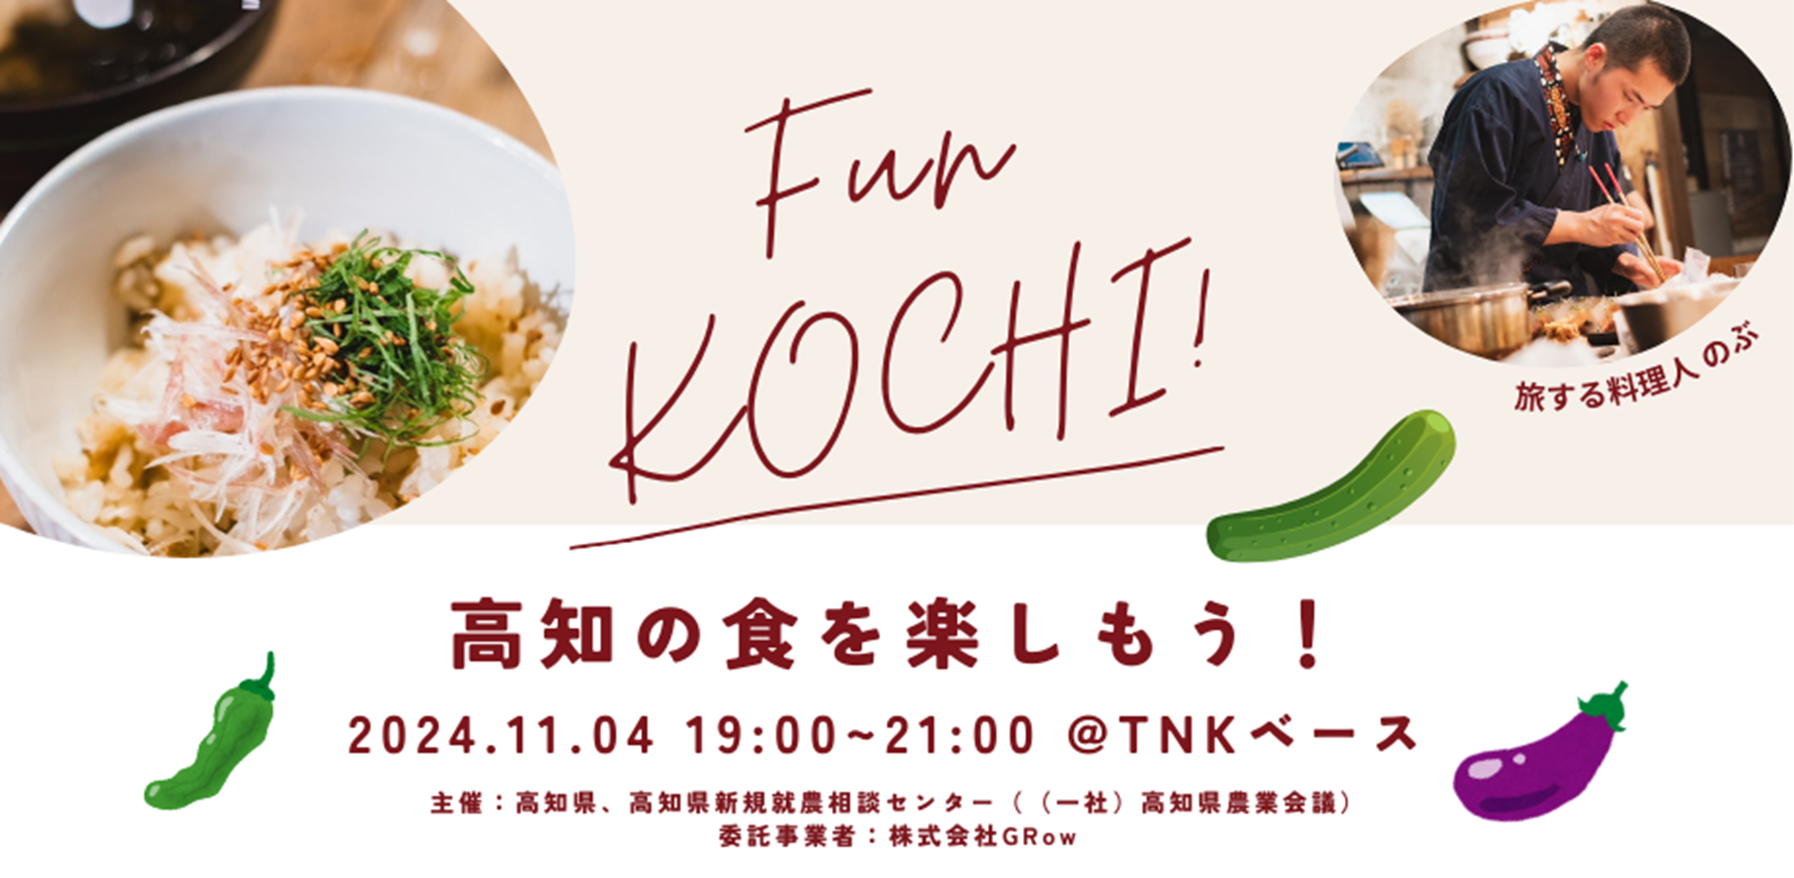 Fun
KOCHI!
旅する料理人 のぶ
高知の食を楽しもう！
2024.11.04 19:00~21:00 @TNKベース
主催：高知県、高知県新規就農相談センター（（一社）高知県農業会議）
委託事業者：株式会社GRow